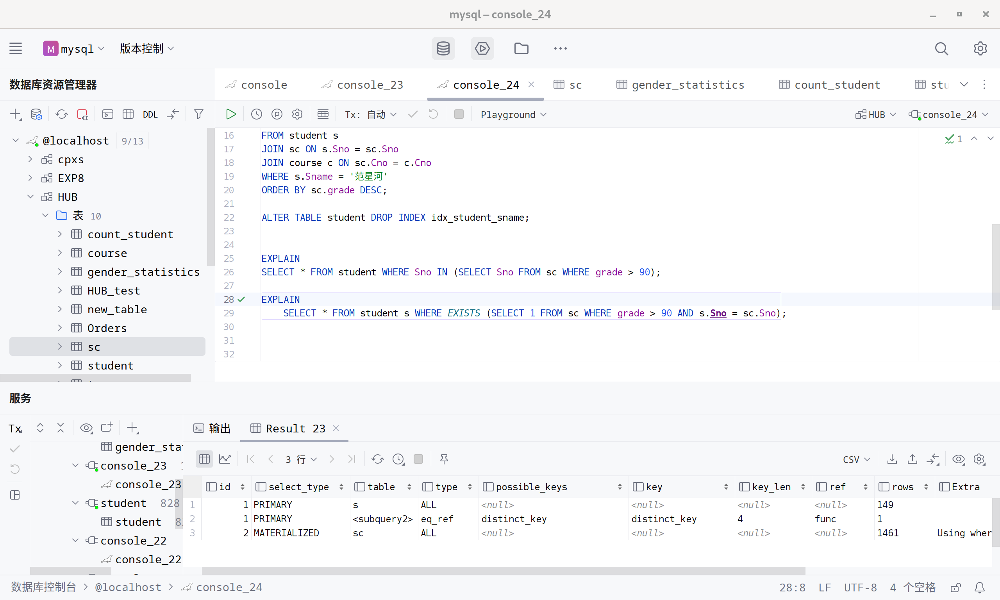 mysql – console_24
M mysql 版本控制
数据库资源管理器
console console_23 console_24 sc gender_statistics count_student stu
DDL
Tx: 自动 Playground HUB console_24
@localhost 9/13
cpxs
EXP8
HUB
表 10
count_student
course
gender_statistics
HUB_test
new_table
Orders
sc
student
16 FROM student s
17 JOIN sc ON s.Sno = sc.Sno
18 JOIN course c ON sc.Cno = c.Cno
19 WHERE s.Sname = '范星河'
20 ORDER BY sc.grade DESC;
21
22 ALTER TABLE student DROP INDEX idx_student_sname;
23
24
25 EXPLAIN
26 SELECT * FROM student WHERE Sno IN (SELECT Sno FROM sc WHERE grade > 90);
27
28 EXPLAIN
29 SELECT * FROM student s WHERE EXISTS (SELECT 1 FROM sc WHERE grade > 90 AND s.Sno = sc.Sno);
30
31
32
1
服务
Tx
gender_sta
console_23
console_23
student 828
student 8
console_22
console_22
输出 Result 23
3 行 CSV
id select_type table type possible_keys key key_len ref rows Extra
1 1 PRIMARY s ALL <null> <null> <null> <null> 149
2 1 PRIMARY <subquery2> eq_ref distinct_key distinct_key 4 func 1
3 2 MATERIALIZED sc ALL <null> <null> <null> <null> 1461 Using wher
数据库控制台 > @localhost > console_24
28:8 LF UTF-8 4 个空格